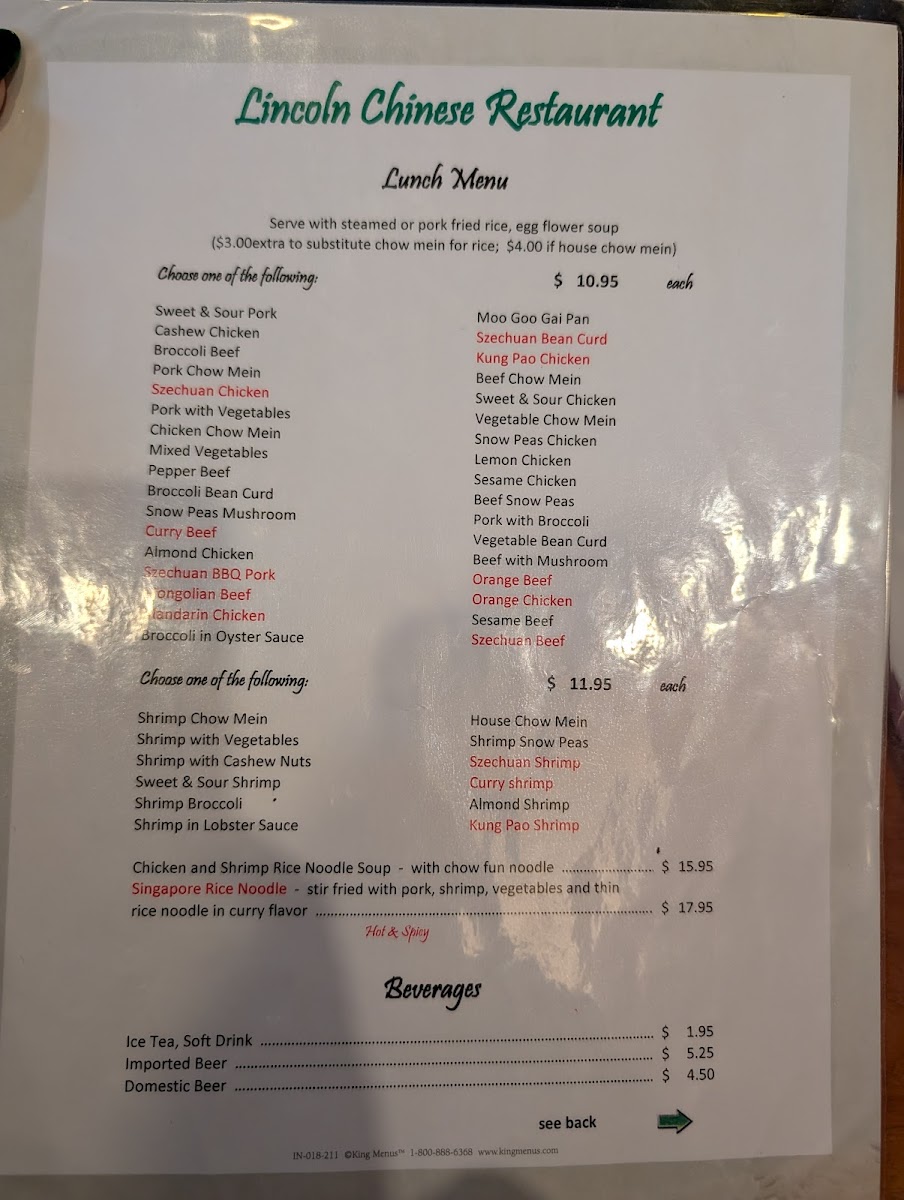 Lincoln Chinese Restaurant
Lunch Menu
Serve with steamed or pork fried rice, egg flower soup
($3.00extra to substitute chow mein for rice; $4.00 if house chow mein)
Choose one of the following: $ 10.95 each
Sweet & Sour Pork
Cashew Chicken
Broccoli Beef
Pork Chow Mein
Szechuan Chicken
Pork with Vegetables
Chicken Chow Mein
Mixed Vegetables
Pepper Beef
Broccoli Bean Curd
Snow Peas Mushroom
Curry Beef
Almond Chicken
Szechuan BBQ Pork
ongolian Beef
Mandarin Chicken
Broccoli in Oyster Sauce
Moo Goo Gai Pan
Szechuan Bean Curd
Kung Pao Chicken
Beef Chow Mein
Sweet & Sour Chicken
Vegetable Chow Mein
Snow Peas Chicken
Lemon Chicken
Sesame Chicken
Beef Snow Peas
Pork with Broccoli
Vegetable Bean Curd
Beef with Mushroom
Orange Beef
Orange Chicken
Sesame Beef
Szechuan Beef
Choose one of the following: $ 11.95 each
Shrimp Chow Mein
Shrimp with Vegetables
Shrimp with Cashew Nuts
Sweet & Sour Shrimp
Shrimp Broccoli
Shrimp in Lobster Sauce
House Chow Mein
Shrimp Snow Peas
Szechuan Shrimp
Curry shrimp
Almond Shrimp
Kung Pao Shrimp
Chicken and Shrimp Rice Noodle Soup - with chow fun noodle ........................ $ 15.95
Singapore Rice Noodle - stir fried with pork, shrimp, vegetables and thin
rice noodle in curry flavor ........................ $ 17.95
Hot & Spicy
Beverages
Ice Tea, Soft Drink ........................ $ 1.95
Imported Beer ........................ $ 5.25
Domestic Beer ........................ $ 4.50
see back
IN-018-211 ©King Menus™ 1-800-888-6368 www.kingmenus.com